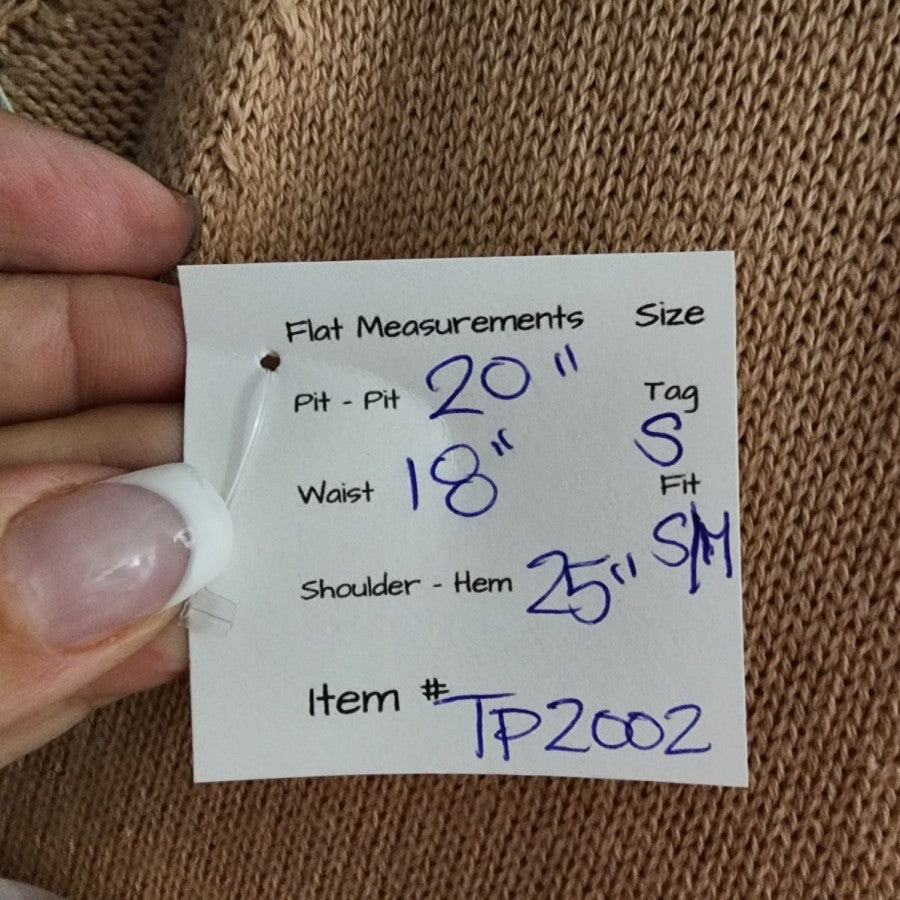 Flat Measurements Size
Pit - Pit 20" Tag
S
Waist 18" Fit
S/M
Shoulder - Hem 25"
Item # TP2002